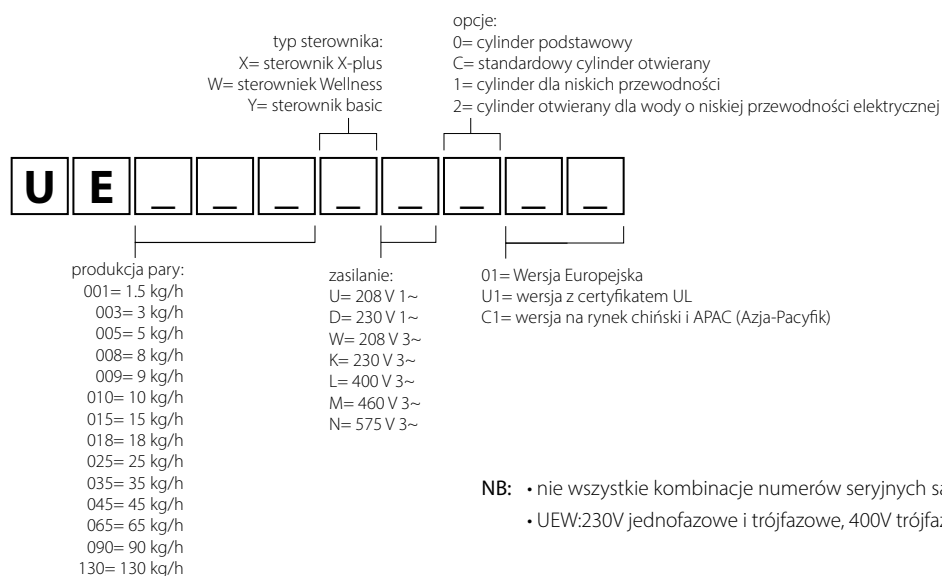 opcje:
typ sterownika:
0= cylinder podstawowy
X= sterownik X-plus
C= standardowy cylinder otwierany
W= sterowniek Wellness
1= cylinder dla niskich przewodności
Y= sterownik basic
2= cylinder otwierany dla wody o niskiej przewodności elektrycznej
U E _ _ _ _ _ _ _ _
produkcja pary:
001= 1.5 kg/h
003= 3 kg/h
005= 5 kg/h
008= 8 kg/h
009= 9 kg/h
010= 10 kg/h
015= 15 kg/h
018= 18 kg/h
025= 25 kg/h
035= 35 kg/h
045= 45 kg/h
065= 65 kg/h
090= 90 kg/h
130= 130 kg/h
zasilanie:
U= 208 V 1~
D= 230 V 1~
W= 208 V 3~
K= 230 V 3~
L= 400 V 3~
M= 460 V 3~
N= 575 V 3~
01= Wersja Europejska
U1= wersja z certyfikatem UL
C1= wersja na rynek chiński i APAC (Azja-Pacyfik)
NB: • nie wszystkie kombinacje numerów seryjnych
• UEW:230V jednofazowe i trójfazowe, 400V